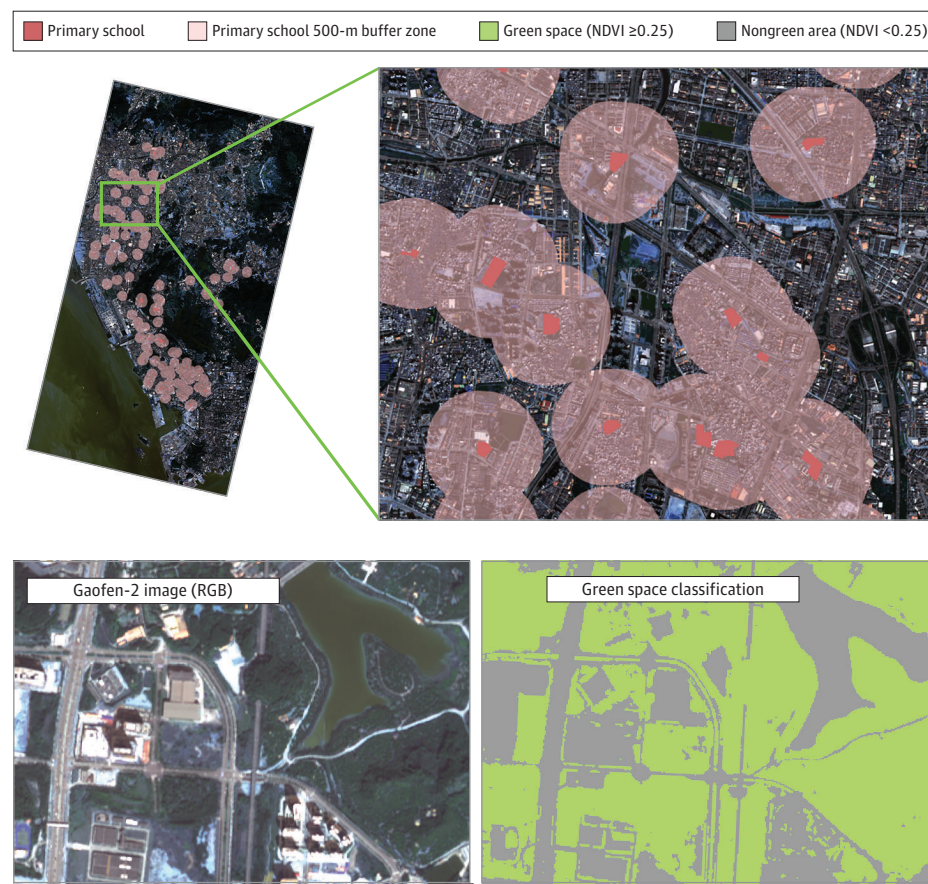 Primary school
Primary school 500-m buffer zone
Green space (NDVI ≥0.25)
Nongreen area (NDVI <0.25)
Gaofen-2 image (RGB)
Green space classification